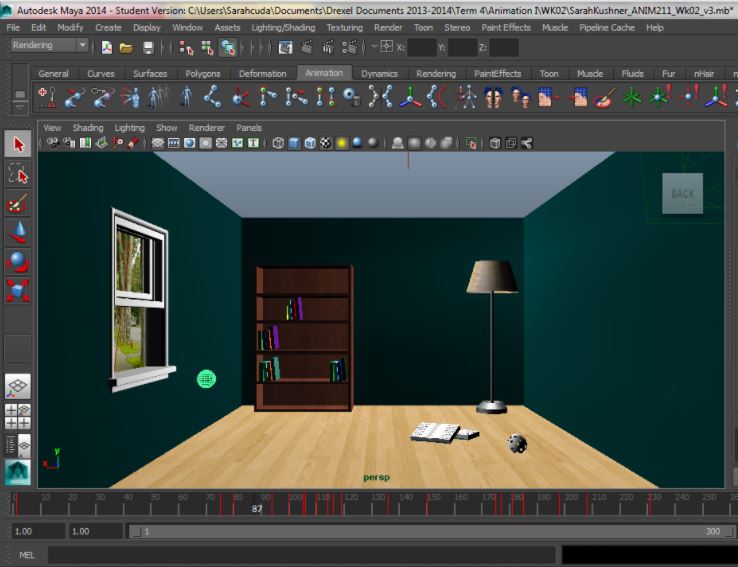 Autodesk Maya 2014 - Student Version: C:\Users\Sarahcuda\Documents\Drexel Documents 2013-2014\Term 4\Animation I\WK02\SarahKushner_ANIM211_Wk02_v3.mb*
File Edit Modify Create Display Window Assets Lighting/Shading Texturing Render Toon Stereo Paint Effects Muscle Pipeline Cache Help
Rendering X: Y: Z:
General Curves Surfaces Polygons Deformation Animation Dynamics Rendering PaintEffects Toon Muscle Fluids Fur nHair n
View Shading Lighting Show Renderer Panels
BACK
y
x
persp
0 10 20 30 40 50 60 70 80 87 90 100 110 120 130 140 150 160 170 180 190 200 210 220 230 240 250 26
1.00 1.00 1 300
MEL